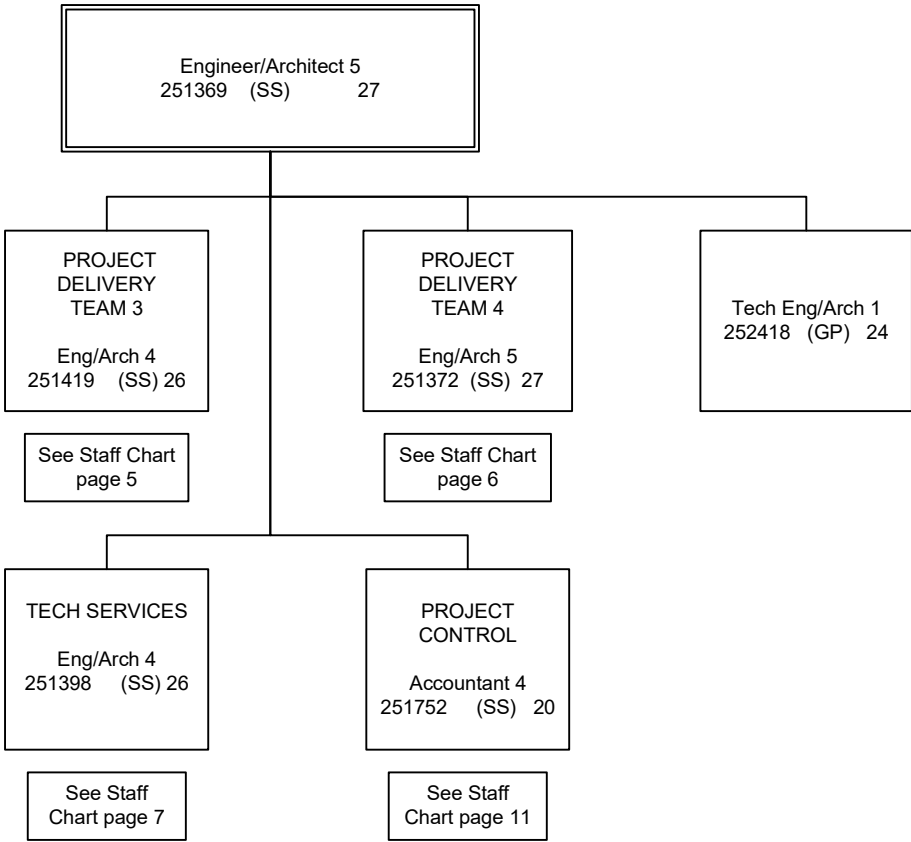 Engineer/Architect 5
251369 (SS) 27
PROJECT
DELIVERY
TEAM 3
Eng/Arch 4
251419 (SS) 26
See Staff Chart
page 5
PROJECT
DELIVERY
TEAM 4
Eng/Arch 5
251372 (SS) 27
See Staff Chart
page 6
Tech Eng/Arch 1
252418 (GP) 24
TECH SERVICES
Eng/Arch 4
251398 (SS) 26
See Staff
Chart page 7
PROJECT
CONTROL
Accountant 4
251752 (SS) 20
See Staff
Chart page 11